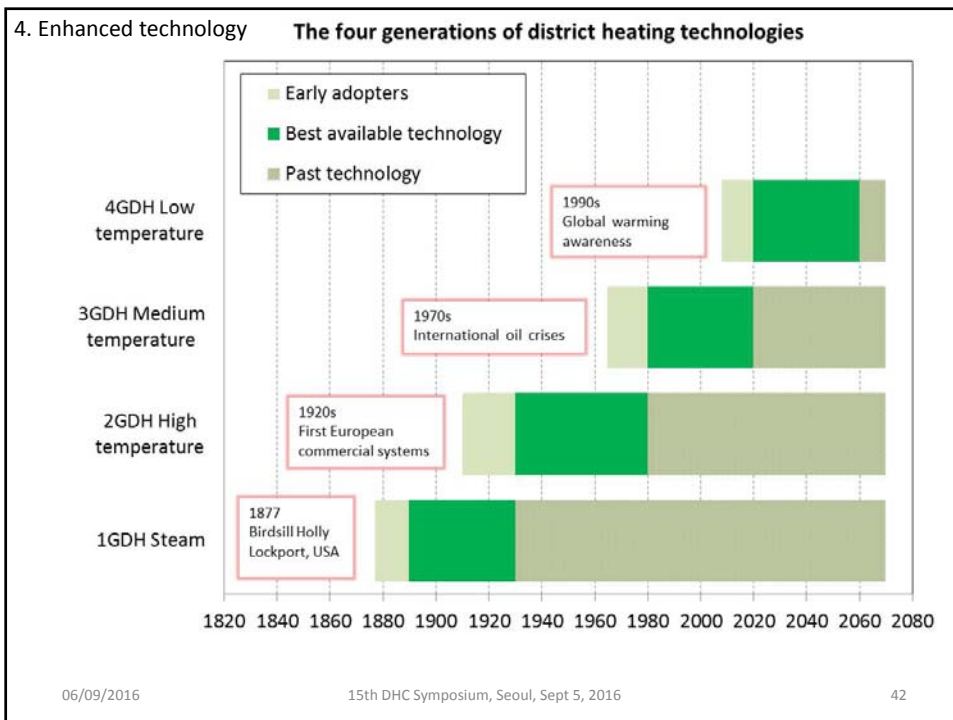 4. Enhanced technology
The four generations of district heating technologies
Early adopters
Best available technology
Past technology
4GDH Low
temperature
1990s
Global warming
awareness
3GDH Medium
temperature
1970s
International oil crises
2GDH High
temperature
1920s
First European
commercial systems
1GDH Steam
1877
Birdsill Holly
Lockport, USA
1820 1840 1860 1880 1900 1920 1940 1960 1980 2000 2020 2040 2060 2080
06/09/2016 15th DHC Symposium, Seoul, Sept 5, 2016 42